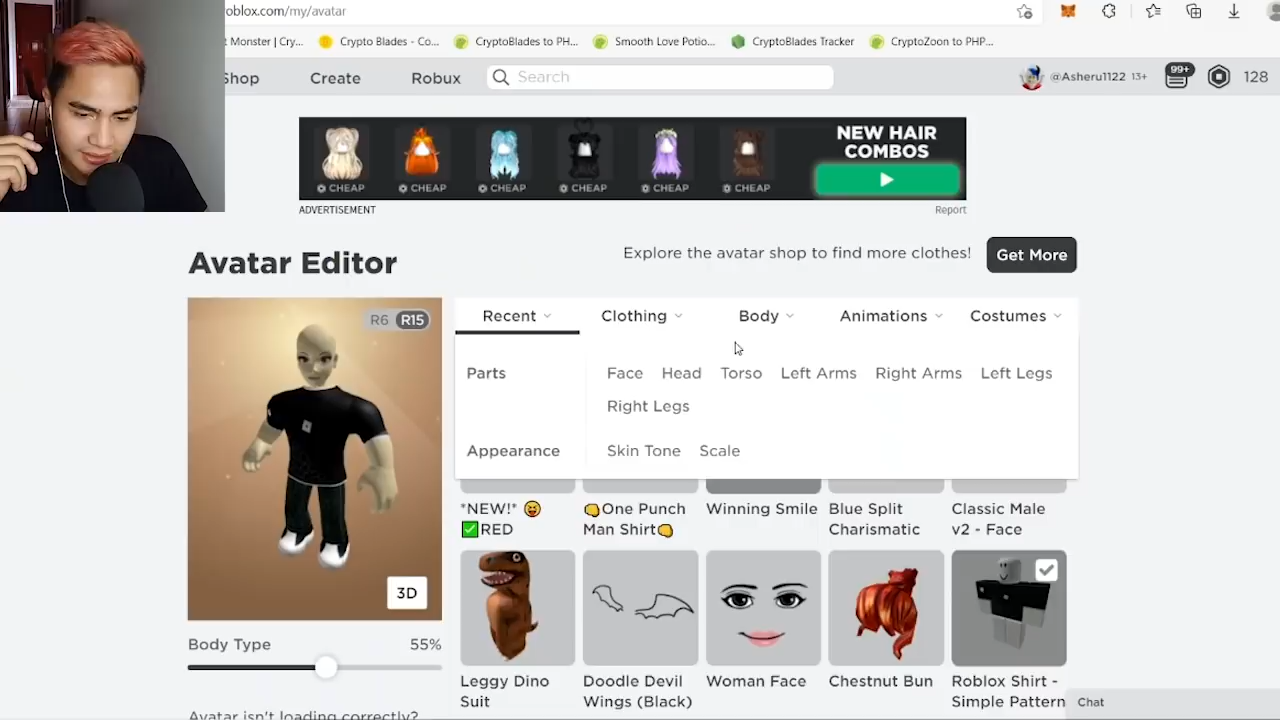 roblox.com/my/avatar
t Monster | Cry...
Crypto Blades - Co...
CryptoBlades to PH...
Smooth Love Potio...
CryptoBlades Tracker
CryptoZoon to PHP...
Shop
Create
Robux
Search
@Asheru1122 13+
99+
128
CHEAP
CHEAP
CHEAP
CHEAP
CHEAP
CHEAP
NEW HAIR
COMBOS
ADVERTISEMENT
Report
Avatar Editor
Explore the avatar shop to find more clothes!
Get More
R6 R15
Recent
Clothing
Body
Animations
Costumes
Parts
Face Head Torso Left Arms Right Arms Left Legs
Right Legs
Appearance
Skin Tone Scale
3D
*NEW!* 😝
✅RED
👊One Punch
Man Shirt👊
Winning Smile
Blue Split
Charismatic
Classic Male
v2 - Face
Leggy Dino
Suit
Doodle Devil
Wings (Black)
Woman Face
Chestnut Bun
Roblox Shirt -
Simple Pattern
Body Type 55%
Avatar isn't loading correctly?
Chat